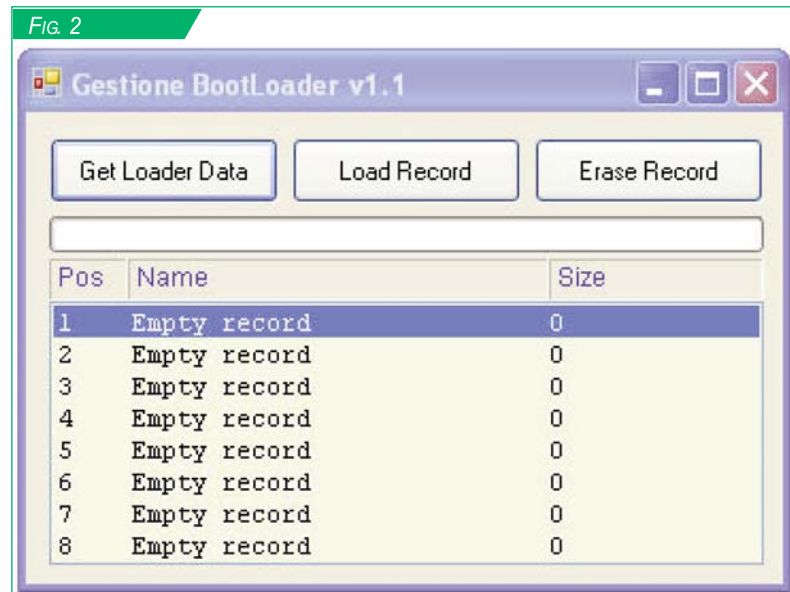 FIG. 2
Gestione BootLoader v1.1
Get Loader Data Load Record Erase Record
Pos Name Size
1 Empty record 0
2 Empty record 0
3 Empty record 0
4 Empty record 0
5 Empty record 0
6 Empty record 0
7 Empty record 0
8 Empty record 0